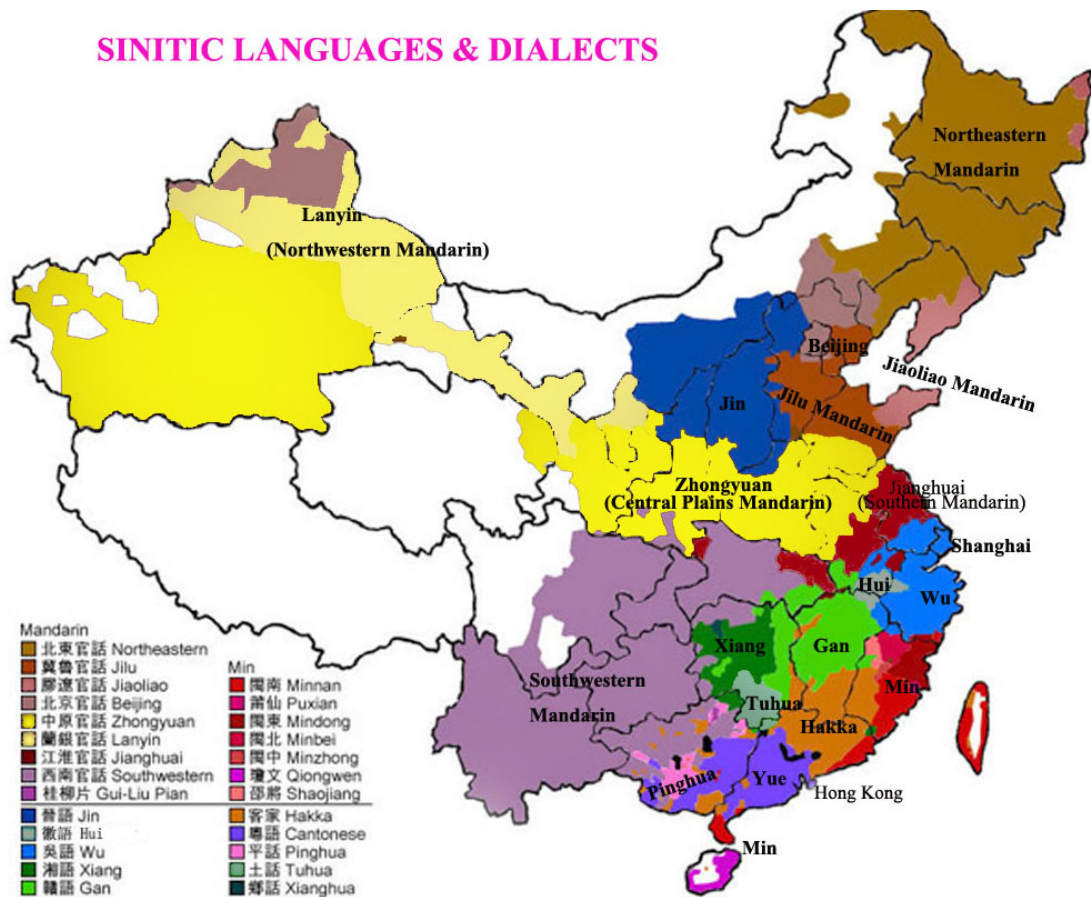 SINITIC LANGUAGES & DIALECTS
Northeastern
Mandarin
Lanyin
(Northwestern Mandarin)
Beijing
Jiaoliao Mandarin
Jin
Jilu Mandarin
Zhongyuan
(Central Plains Mandarin)
Jianghuai
(Southern Mandarin)
Shanghai
Hui
Wu
Xiang
Gan
Southwestern
Mandarin
Min
Tuhua
Hakka
Pinghua
Yue
Hong Kong
Min
Mandarin
北東官話 Northeastern
冀魯官話 Jilu
膠遼官話 Jiaoliao
北京官話 Beijing
中原官話 Zhongyuan
蘭銀官話 Lanyin
江淮官話 Jianghuai
西南官話 Southwestern
桂柳片 Gui-Liu Pian
晉語 Jin
徽語 Hui
吳語 Wu
湘語 Xiang
贛語 Gan
Min
閩南 Minnan
莆仙 Puxian
閩東 Mindong
閩北 Minbei
閩中 Minzhong
瓊文 Qiongwen
邵將 Shaojiang
客家 Hakka
粵語 Cantonese
平話 Pinghua
土話 Tuhua
鄉話 Xianghua